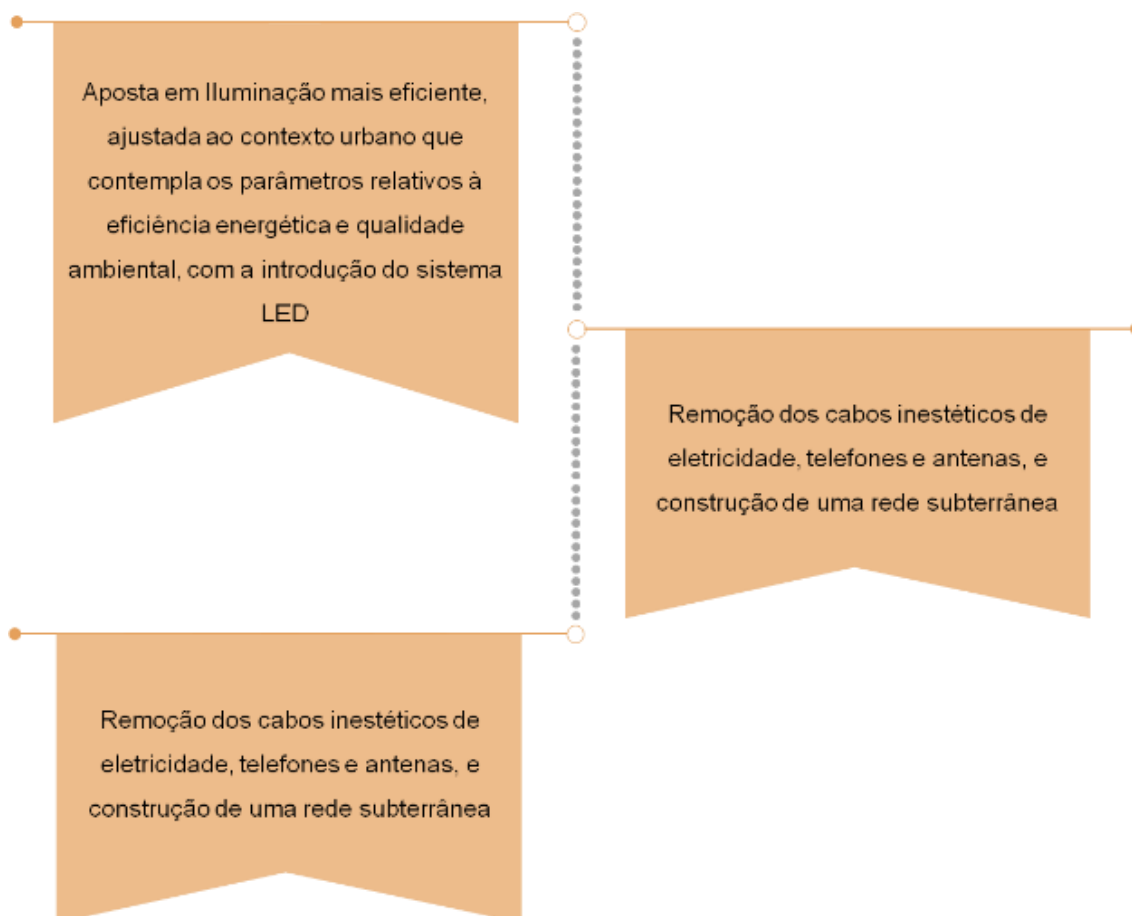 Aposta em Iluminação mais eficiente,
ajustada ao contexto urbano que
contempla os parâmetros relativos à
eficiência energética e qualidade
ambiental, com a introdução do sistema
LED
Remoção dos cabos inestéticos de
eletricidade, telefones e antenas, e
construção de uma rede subterrânea
Remoção dos cabos inestéticos de
eletricidade, telefones e antenas, e
construção de uma rede subterrânea